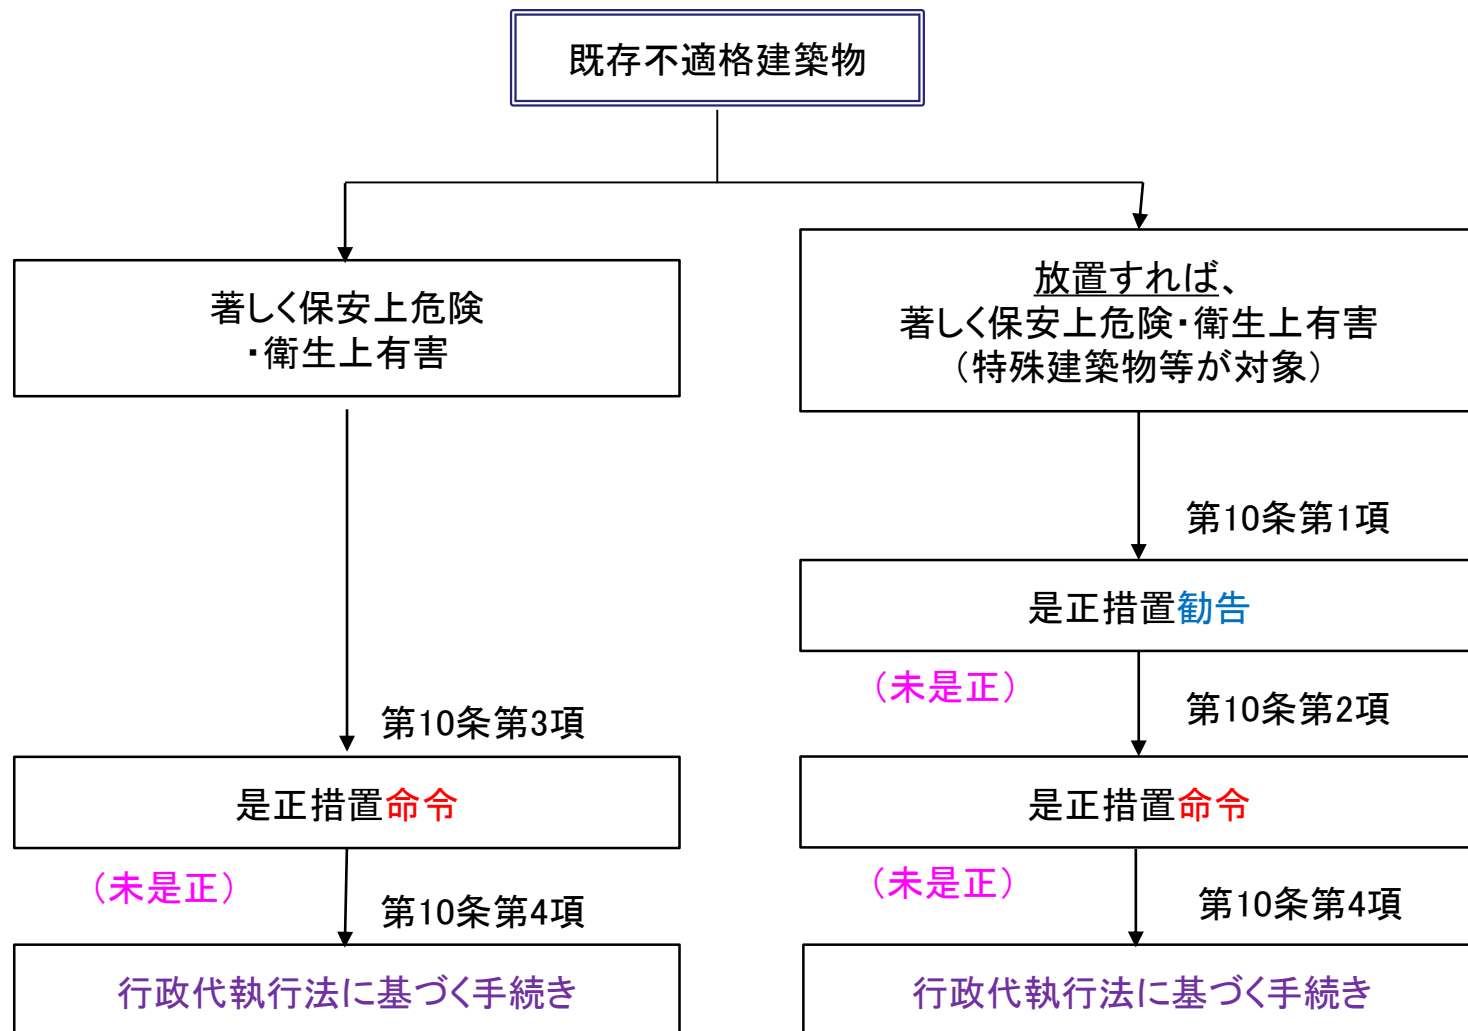 既存不適格建築物
著しく保安上危険
・衛生上有害
放置すれば、
著しく保安上危険・衛生上有害
（特殊建築物等が対象）
第10条第1項
是正措置勧告
（未是正）
第10条第2項
第10条第3項
是正措置命令
是正措置命令
（未是正）
第10条第4項
（未是正）
第10条第4項
行政代執行法に基づく手続き
行政代執行法に基づく手続き